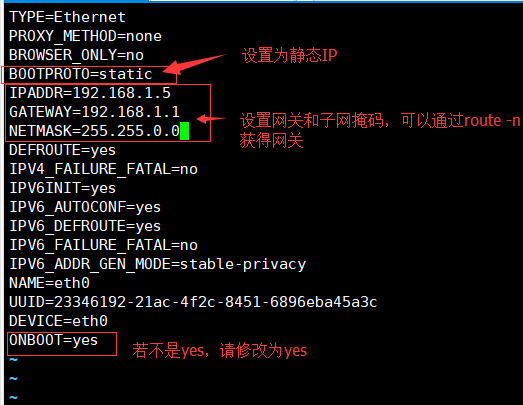 TYPE=Ethernet
PROXY_METHOD=none
BROWSER_ONLY=no
设置为静态IP
BOOTPROTO=static
IPADDR=192.168.1.5
GATEWAY=192.168.1.1
NETMASK=255.255.0.0
设置网关和子网掩码，可以通过route -n
获得网关
DEFROUTE=yes
IPV4_FAILURE_FATAL=no
IPV6INIT=yes
IPV6_AUTOCONF=yes
IPV6_DEFROUTE=yes
IPV6_FAILURE_FATAL=no
IPV6_ADDR_GEN_MODE=stable-privacy
NAME=eth0
UUID=23346192-21ac-4f2c-8451-6896eba45a3c
DEVICE=eth0
ONBOOT=yes
若不是yes，请修改为yes
~
~
~